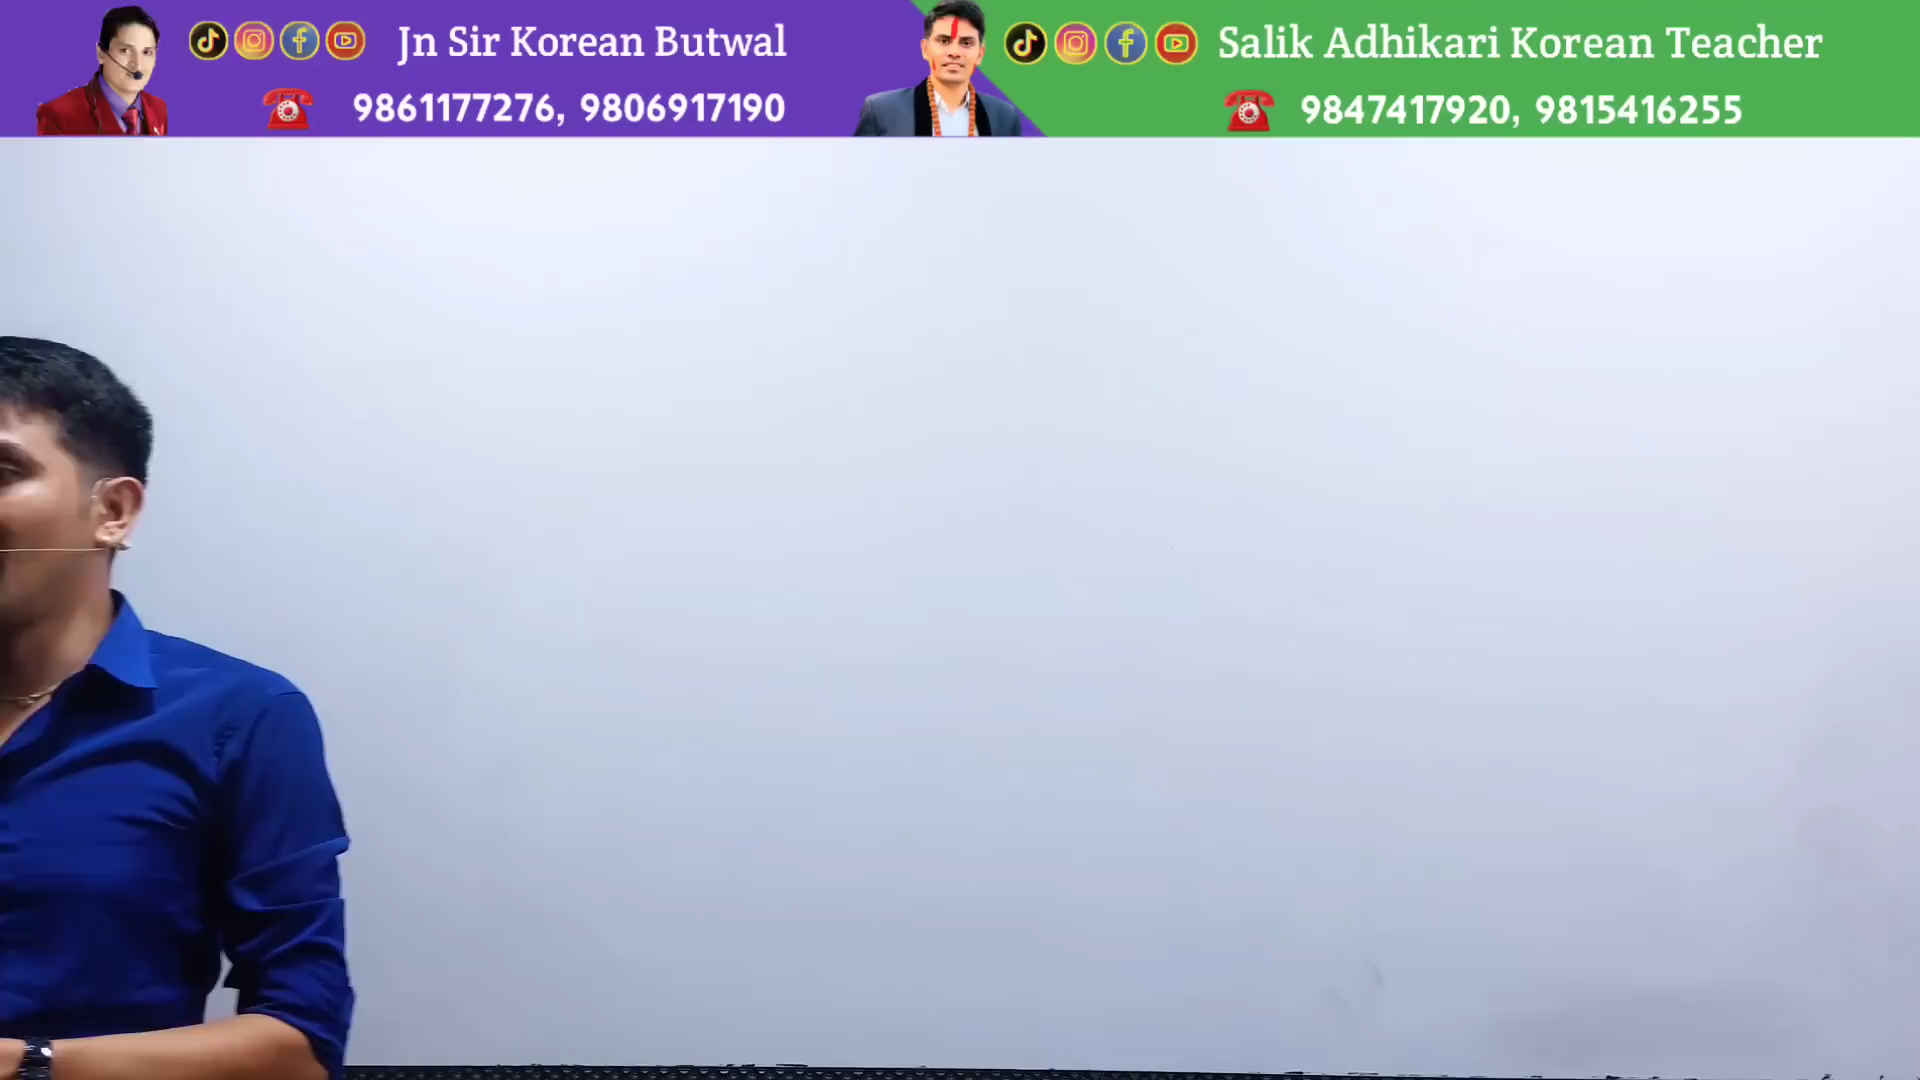 Jn Sir Korean Butwal
9861177276, 9806917190
Salik Adhikari Korean Teacher
9847417920, 9815416255